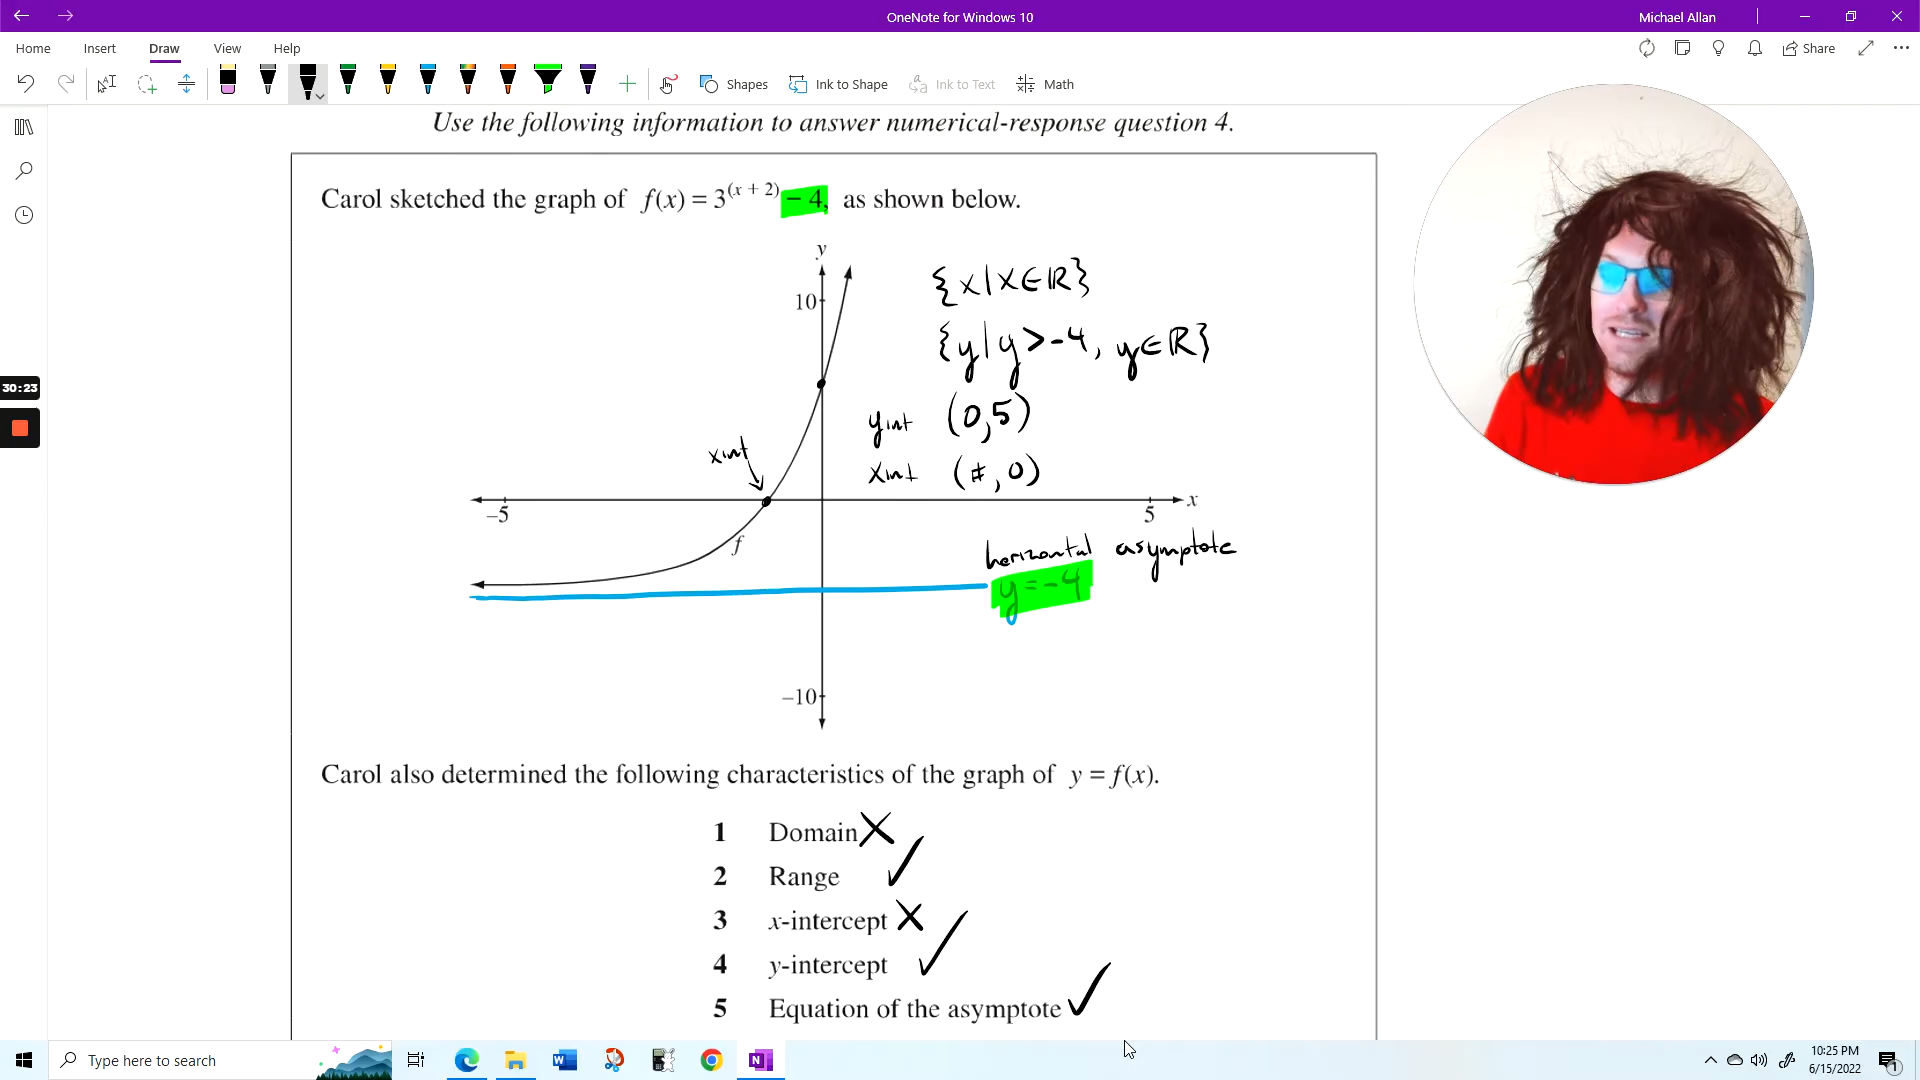 OneNote for Windows 10
Michael Allan
Home Insert Draw View Help
Share
Shapes Ink to Shape Ink to Text Math
Use the following information to answer numerical-response question 4.
Carol sketched the graph of f(x) = 3^(x + 2) − 4, as shown below.
y
10
{x|x∈ℝ}
{y|y>-4, y∈ℝ}
yint (0,5)
xint
xint (#,0)
–5
5
x
f
horizontal asymptote
y=-4
–10
30:23
Carol also determined the following characteristics of the graph of y = f(x).
1 Domain ✗
2 Range ✓
3 x-intercept ✗
4 y-intercept ✓
5 Equation of the asymptote ✓
Type here to search
10:25 PM
6/15/2022
1